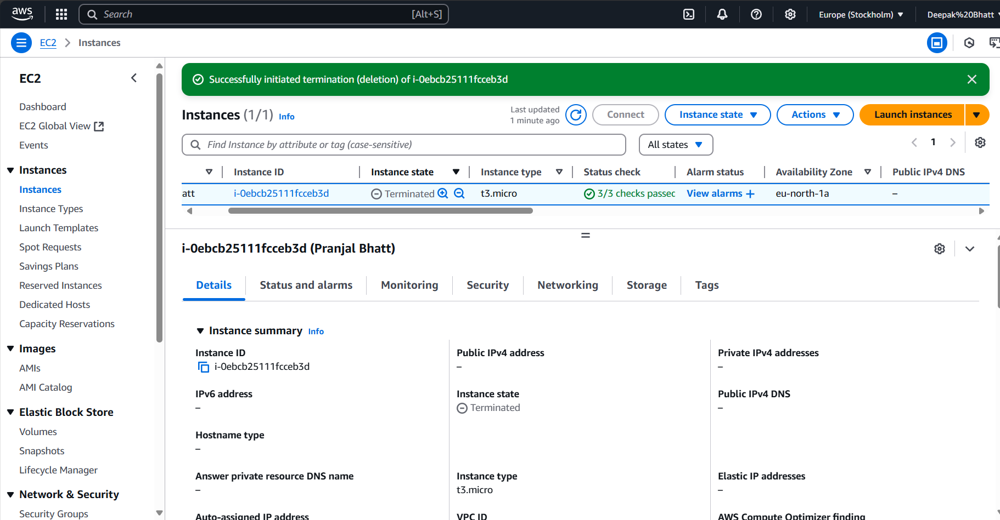 aws
Search [Alt+S]
Europe (Stockholm)
Deepak%20Bhatt
EC2 Instances
EC2
Dashboard
EC2 Global View
Events
Instances
Instances
Instance Types
Launch Templates
Spot Requests
Savings Plans
Reserved Instances
Dedicated Hosts
Capacity Reservations
Images
AMIs
AMI Catalog
Elastic Block Store
Volumes
Snapshots
Lifecycle Manager
Network & Security
Security Groups
Successfully initiated termination (deletion) of i-0ebcb25111fcceb3d
Instances (1/1) Info
Last updated
1 minute ago
Connect
Instance state
Actions
Launch instances
Find Instance by attribute or tag (case-sensitive)
All states
1
Instance ID Instance state Instance type Status check Alarm status Availability Zone Public IPv4 DNS
att i-0ebcb25111fcceb3d Terminated t3.micro 3/3 checks passed View alarms + eu-north-1a –
i-0ebcb25111fcceb3d (Pranjal Bhatt)
Details Status and alarms Monitoring Security Networking Storage Tags
Instance summary Info
Instance ID
i-0ebcb25111fcceb3d
IPv6 address
–
Hostname type
–
Answer private resource DNS name
–
Auto-assigned IP address
Public IPv4 address
–
Instance state
Terminated
Instance type
t3.micro
VPC ID
Private IPv4 addresses
–
Public IPv4 DNS
–
Elastic IP addresses
–
AWS Compute Optimizer finding